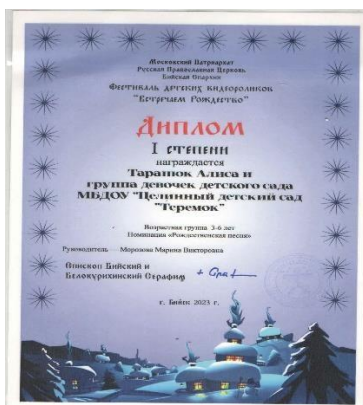 Московский Патриархат
Русская Православная Церковь
Бийская Епархия
Фестиваль детских видеороликов
"Встречаем Рождество"
Диплом
I степени
награждается
Таратюк Алиса и
группа девочек детского сада
МБДОУ "Целинный детский сад
"Теремок"
Возрастная группа 3-6 лет
Номинация «Рождественская песня»
Руководитель Морозова Марина Викторовна
Епископ Бийский и
Белокурихинский Серафим
г. Бийск 2023 г.